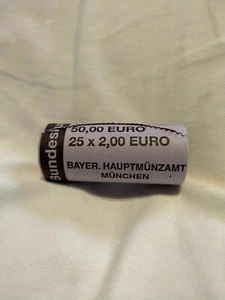 50,00 EURO
25 x 2,00 EURO
BAYER. HAUPTMÜNZAMT
MÜNCHEN